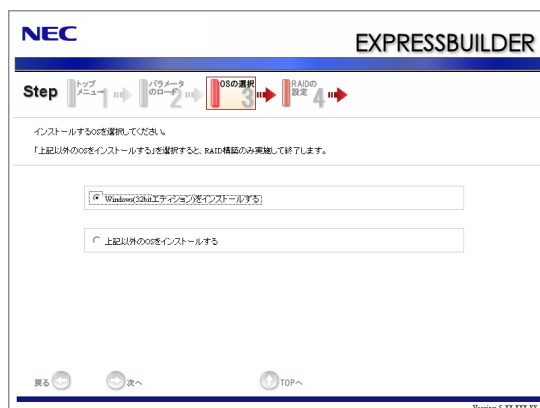 NEC
EXPRESSBUILDER
Step
トップメニュー 1
パラメータのロード 2
OSの選択 3
RAIDの設定 4
インストールするOSを選択してください。
「上記以外のOSをインストールする」を選択すると、RAID構築のみ実施して終了します。
Windows(32bitエディション)をインストールする
上記以外のOSをインストールする
戻る
次へ
TOPへ